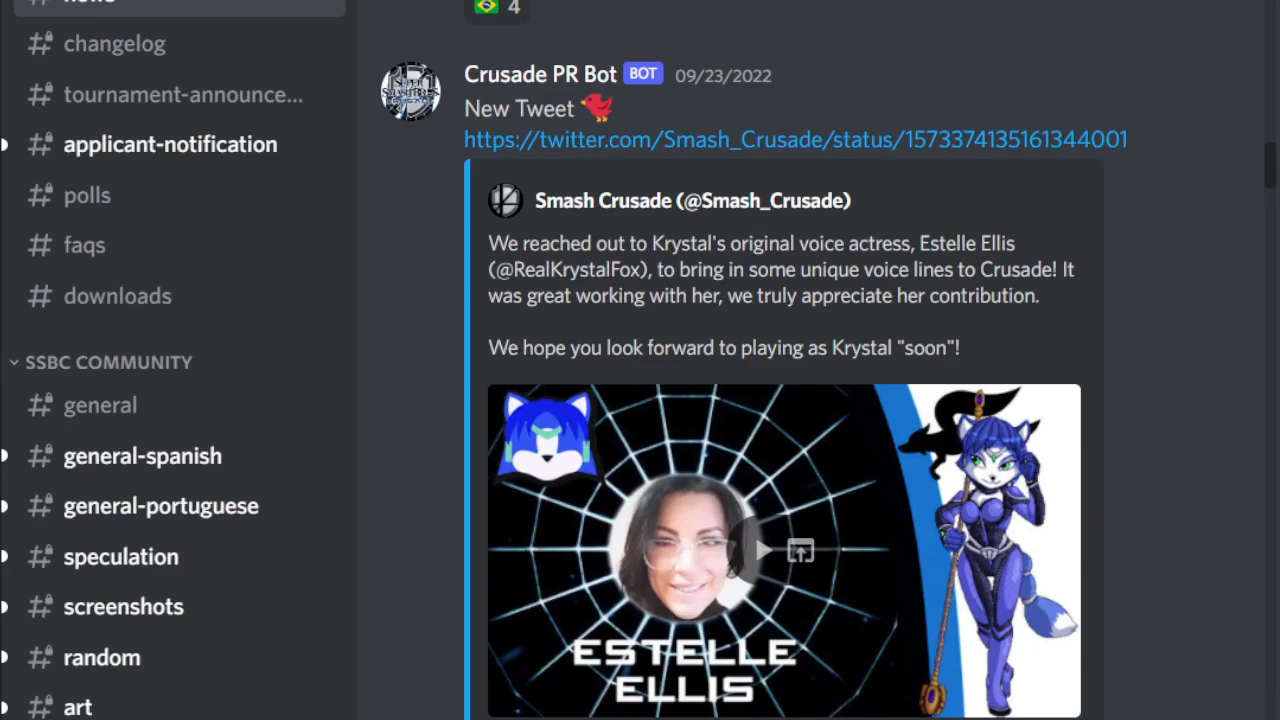 news
changelog
tournament-announce...
applicant-notification
polls
faqs
downloads
SSBC COMMUNITY
general
general-spanish
general-portuguese
speculation
screenshots
random
art
4
Crusade PR Bot BOT 09/23/2022
New Tweet
https://twitter.com/Smash_Crusade/status/1573374135161344001
Smash Crusade (@Smash_Crusade)
We reached out to Krystal's original voice actress, Estelle Ellis
(@RealKrystalFox), to bring in some unique voice lines to Crusade! It
was great working with her, we truly appreciate her contribution.
We hope you look forward to playing as Krystal "soon"!
ESTELLE
ELLIS